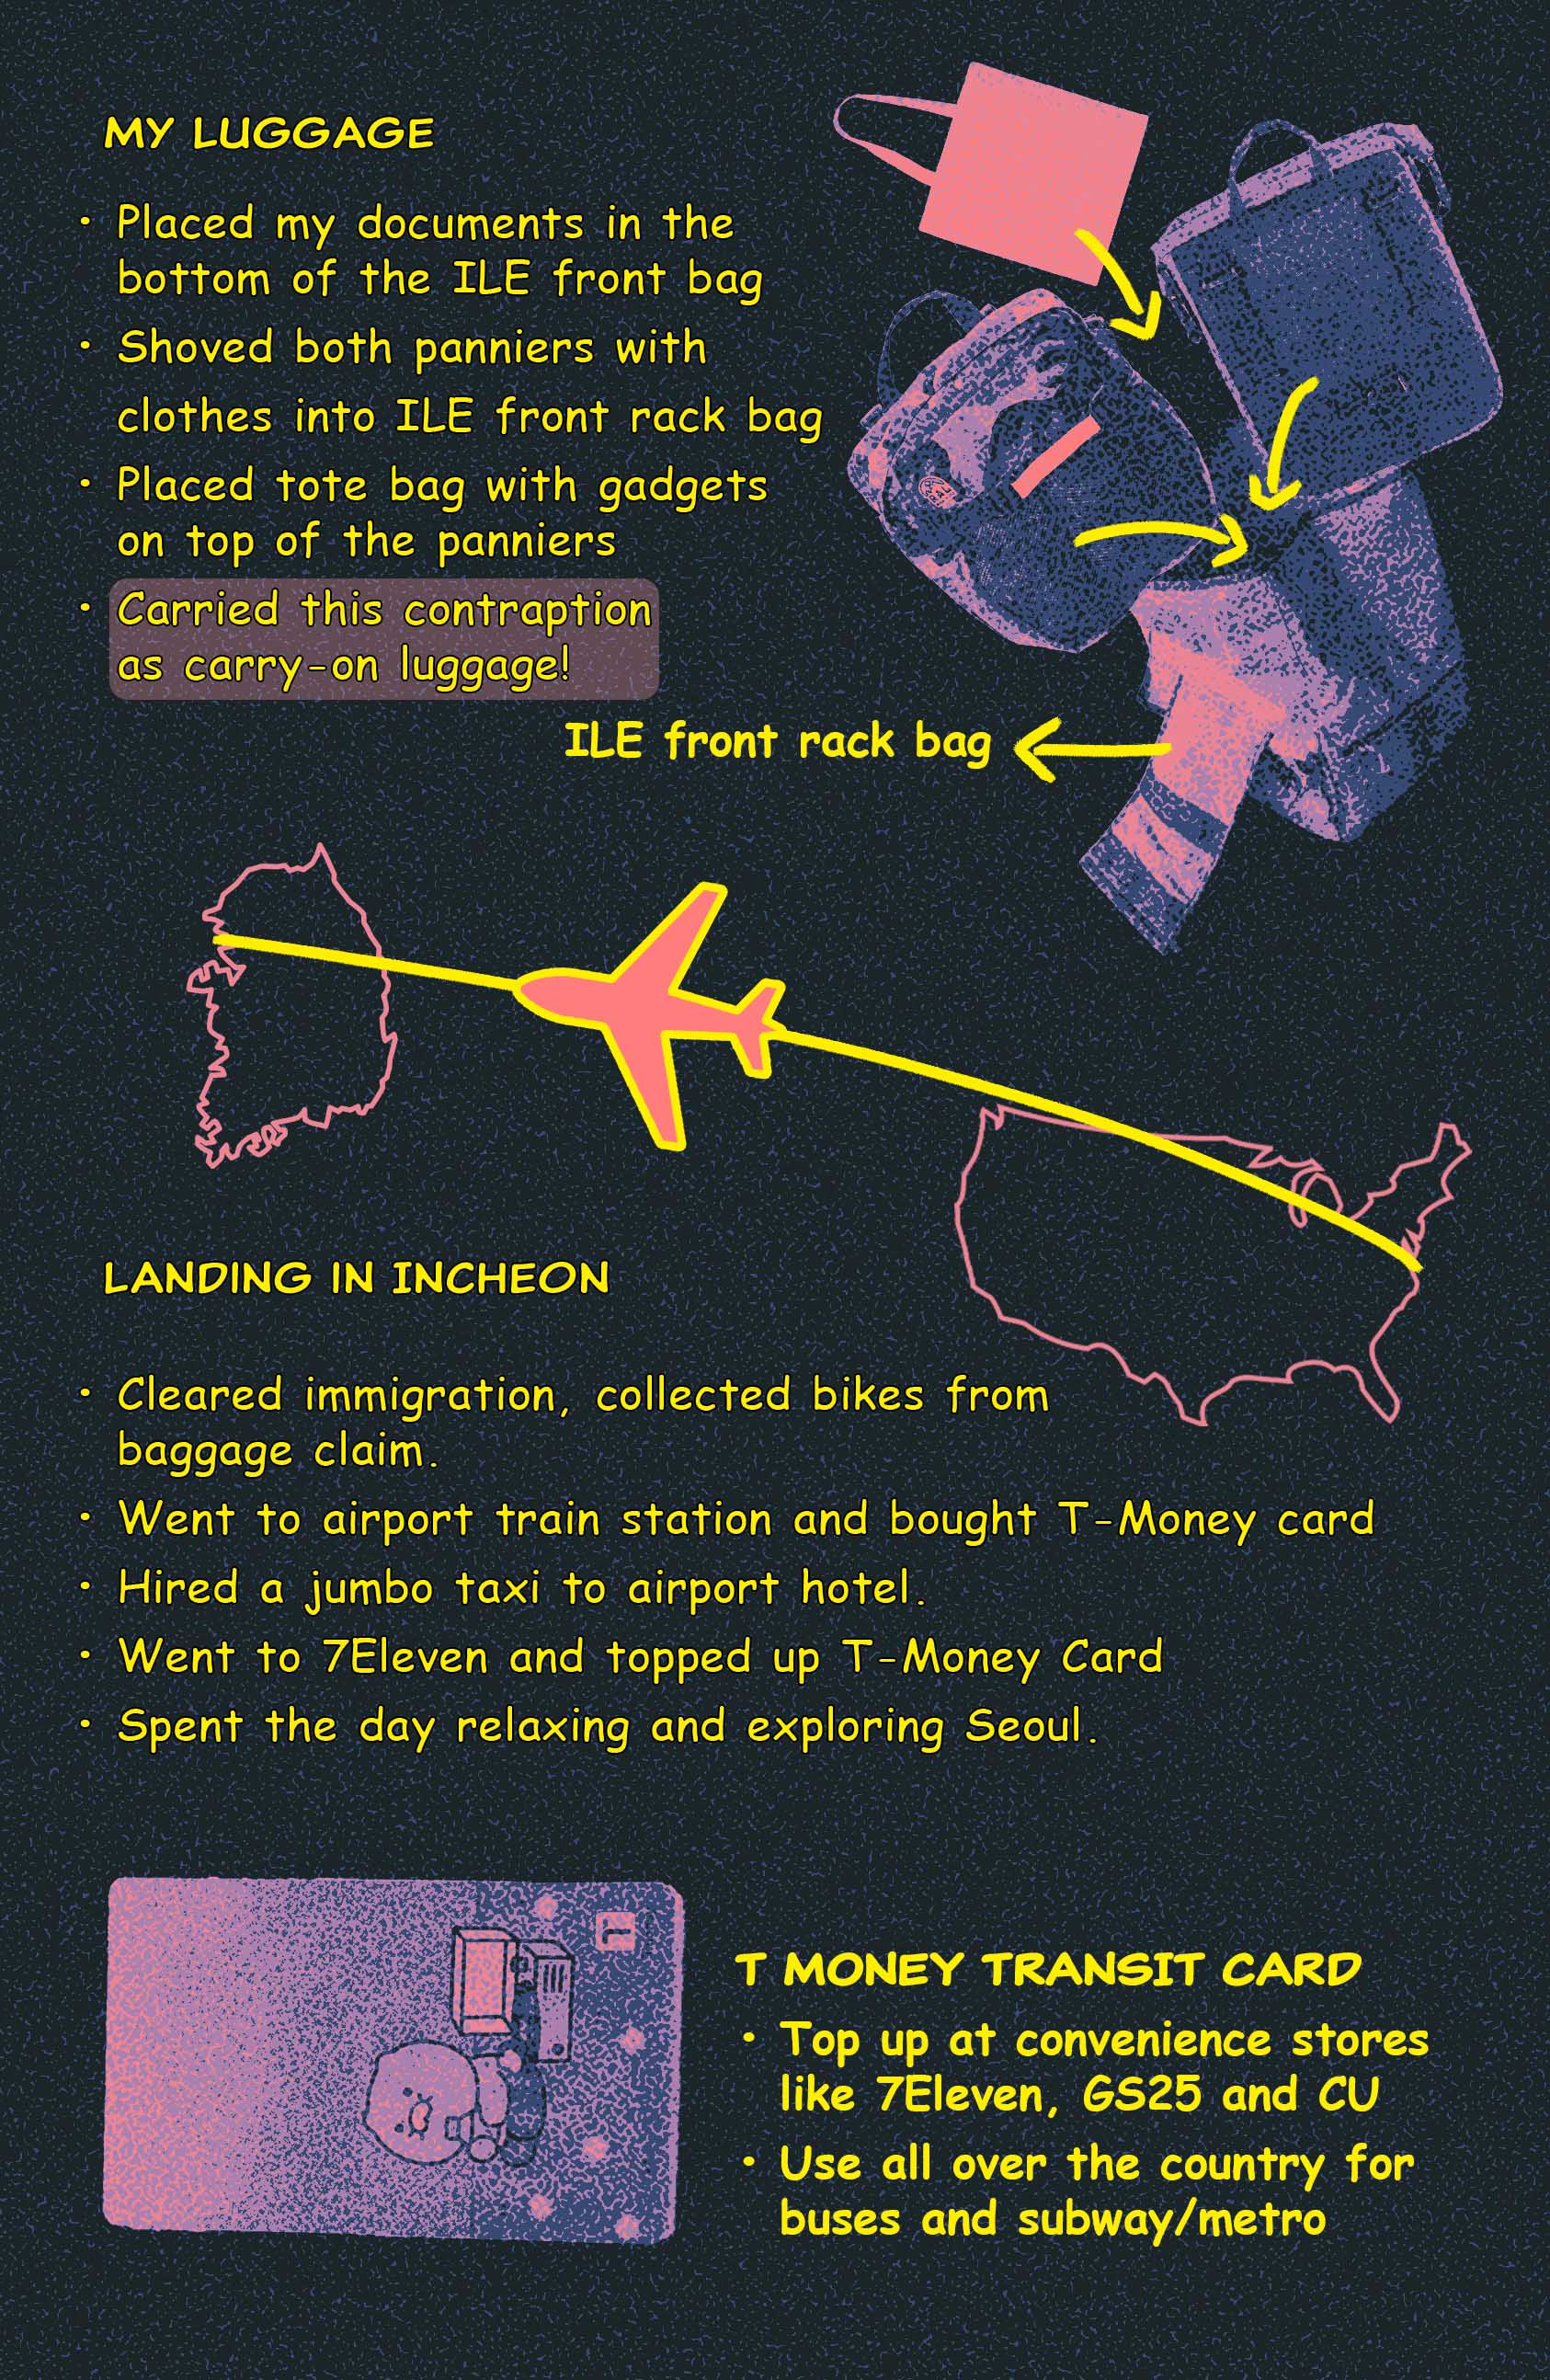 MY LUGGAGE
• Placed my documents in the
bottom of the ILE front bag
• Shoved both panniers with
clothes into ILE front rack bag
• Placed tote bag with gadgets
on top of the panniers
• Carried this contraption
as carry-on luggage!
ILE front rack bag
LANDING IN INCHEON
• Cleared immigration, collected bikes from
baggage claim.
• Went to airport train station and bought T-Money card
• Hired a jumbo taxi to airport hotel.
• Went to 7Eleven and topped up T-Money Card
• Spent the day relaxing and exploring Seoul.
T MONEY TRANSIT CARD
• Top up at convenience stores
like 7Eleven, GS25 and CU
• Use all over the country for
buses and subway/metro